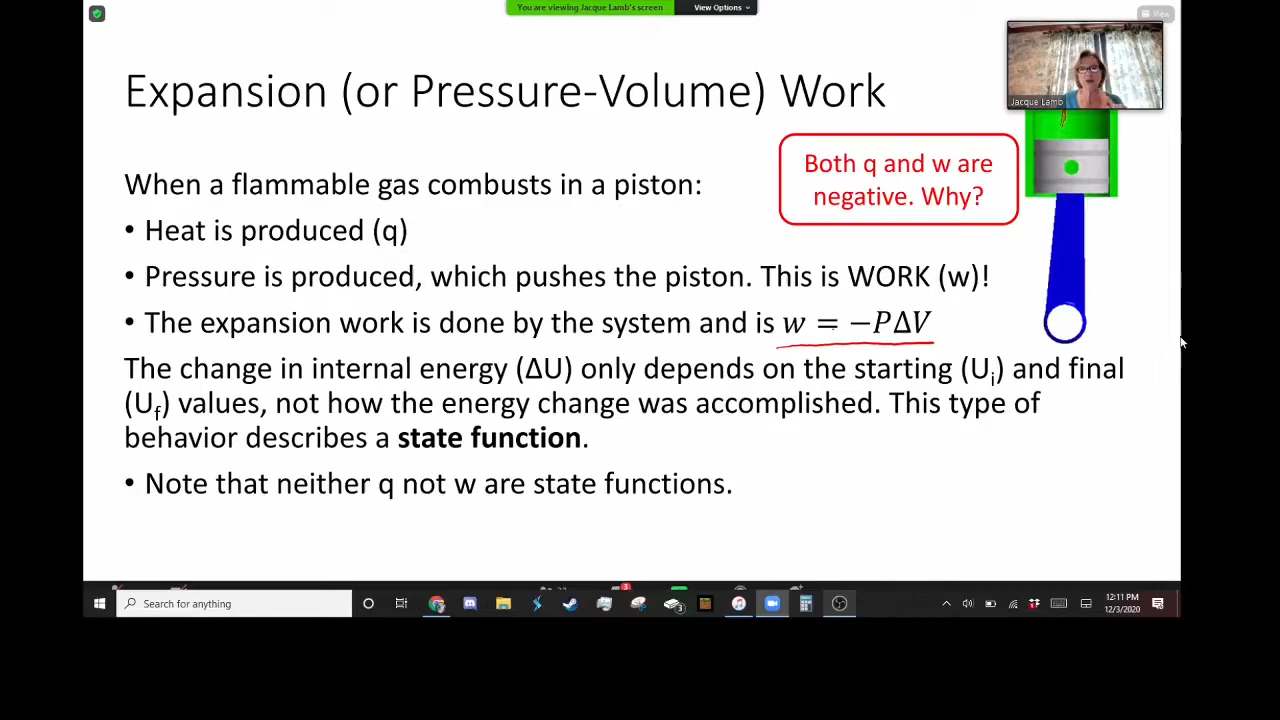 You are viewing Jacque Lamb's screen
View Options
View
Jacque Lamb
Expansion (or Pressure-Volume) Work
Both q and w are
negative. Why?
When a flammable gas combusts in a piston:
• Heat is produced (q)
• Pressure is produced, which pushes the piston. This is WORK (w)!
• The expansion work is done by the system and is w = −PΔV
The change in internal energy (ΔU) only depends on the starting (Ui) and final
(Uf) values, not how the energy change was accomplished. This type of
behavior describes a state function.
• Note that neither q not w are state functions.
Search for anything
3
3
12:11 PM
12/3/2020